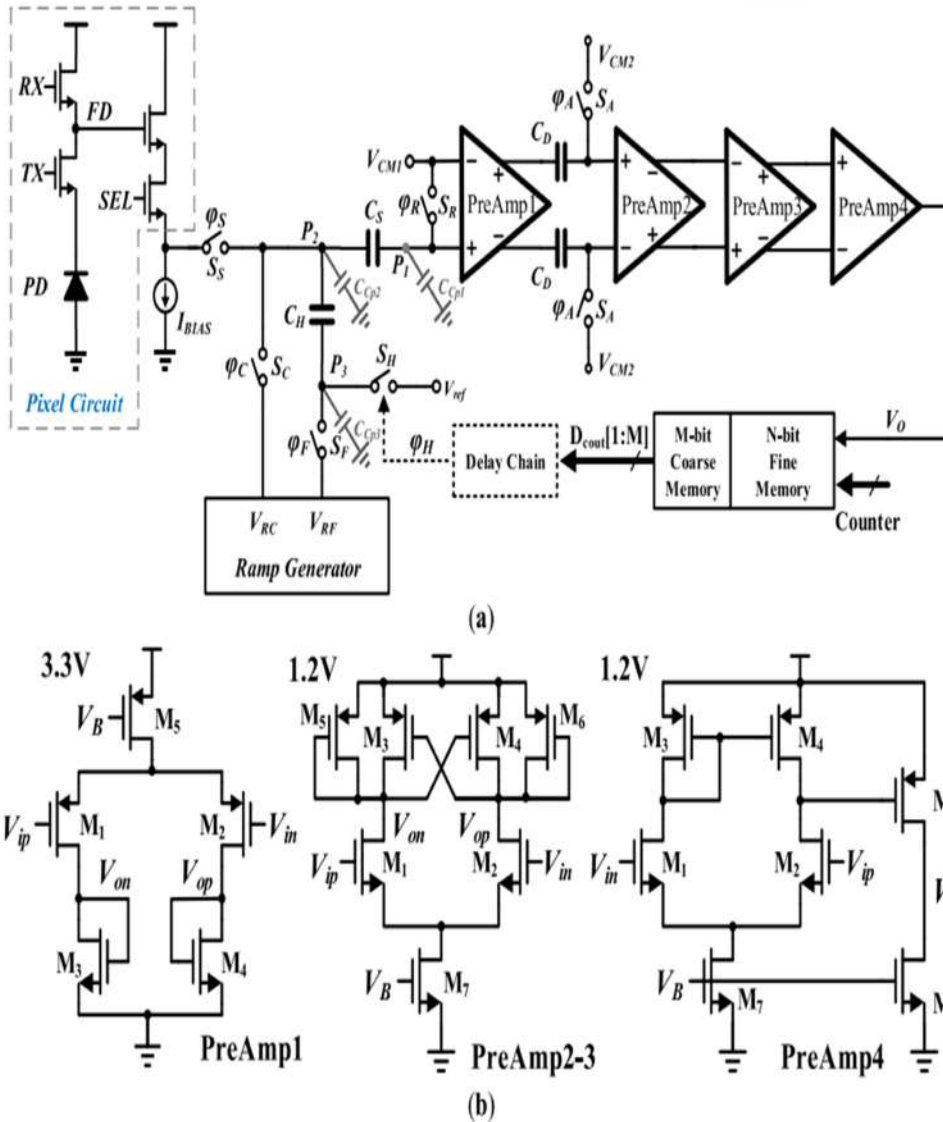 RX
FD
TX
SEL
PD
φS
SS
IBIAS
Pixel Circuit
P2
CS
P1
VCM1
φR
SR
CCp2
CCp1
CH
P3
SH
Vref
φC
SC
φF
SF
CCp3
φH
VRC
VRF
Ramp Generator
PreAmp1
CD
CD
VCM2
φA
SA
φA
SA
VCM2
PreAmp2
PreAmp3
PreAmp4
Delay Chain
Dcout[1:M]
M-bit Coarse Memory
N-bit Fine Memory
VO
Counter
(a)
3.3V
VB
M5
Vip
M1
M2
Vin
Von
Vop
M3
M4
PreAmp1
1.2V
M5
M3
M4
M6
Von
Vop
Vip
M1
M2
Vin
VB
M7
PreAmp2-3
1.2V
M3
M4
Vin
M1
M2
Vip
VB
M7
PreAmp4
(b)